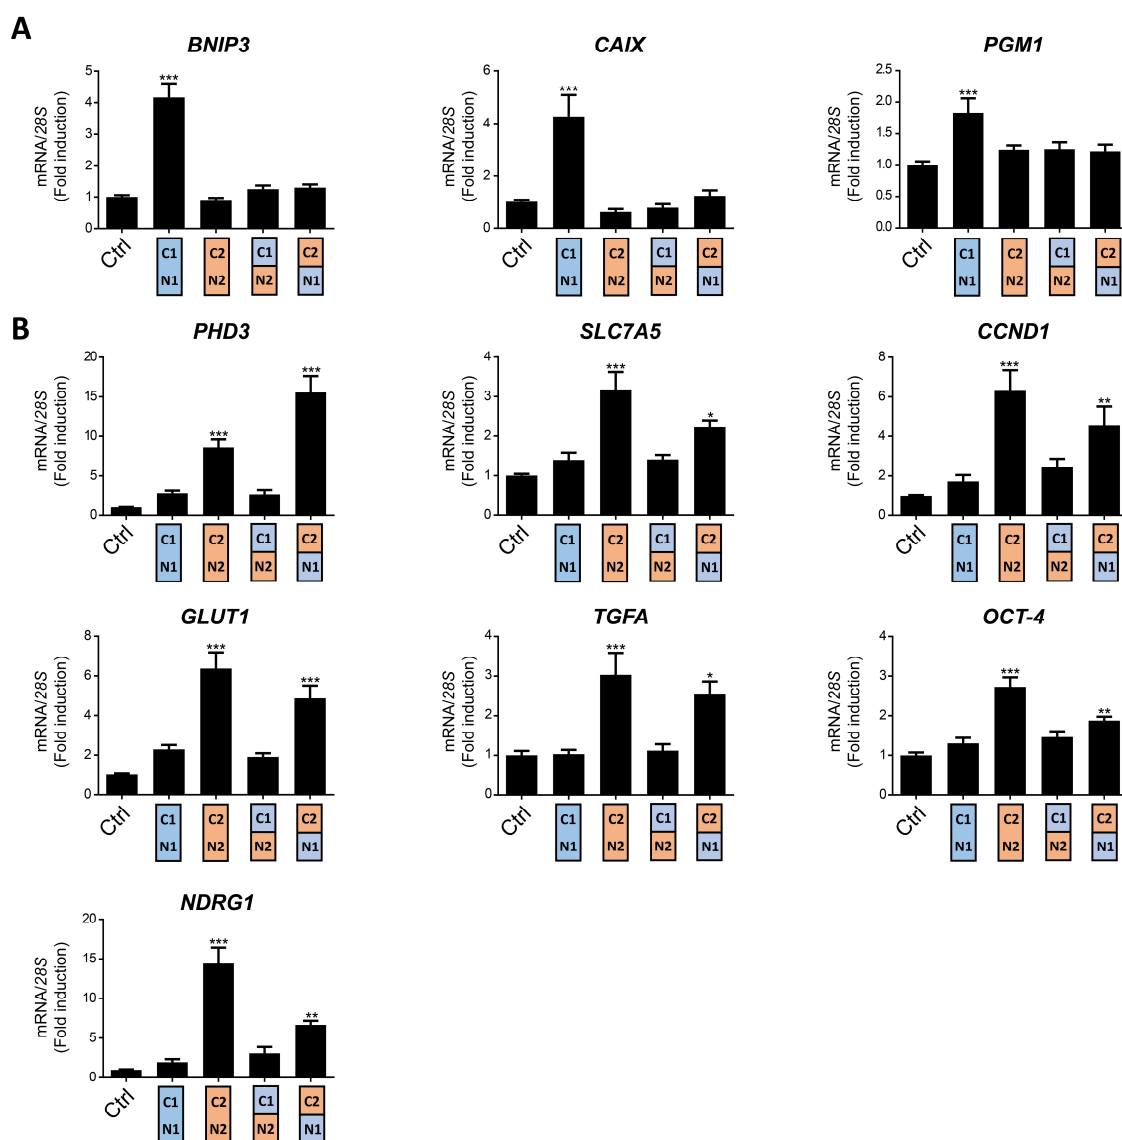 A
BNIP3
CAIX
PGM1
mRNA/28S
(Fold induction)
5
4
3
2
1
0
***
Ctrl
C1 C2 C1 C2
N1 N2 N2 N1
mRNA/28S
(Fold induction)
6
4
2
0
***
Ctrl
C1 C2 C1 C2
N1 N2 N2 N1
mRNA/28S
(Fold induction)
2.5
2.0
1.5
1.0
0.5
0.0
***
Ctrl
C1 C2 C1 C2
N1 N2 N2 N1
B
PHD3
SLC7A5
CCND1
mRNA/28S
(Fold induction)
20
15
10
5
0
*** ***
Ctrl
C1 C2 C1 C2
N1 N2 N2 N1
mRNA/28S
(Fold induction)
4
3
2
1
0
*** *
Ctrl
C1 C2 C1 C2
N1 N2 N2 N1
mRNA/28S
(Fold induction)
8
6
4
2
0
*** **
Ctrl
C1 C2 C1 C2
N1 N2 N2 N1
GLUT1
TGFA
OCT-4
mRNA/28S
(Fold induction)
8
6
4
2
0
*** ***
Ctrl
C1 C2 C1 C2
N1 N2 N2 N1
mRNA/28S
(Fold induction)
4
3
2
1
0
*** *
Ctrl
C1 C2 C1 C2
N1 N2 N2 N1
mRNA/28S
(Fold induction)
4
3
2
1
0
*** **
Ctrl
C1 C2 C1 C2
N1 N2 N2 N1
NDRG1
mRNA/28S
(Fold induction)
20
15
10
5
0
*** **
Ctrl
C1 C2 C1 C2
N1 N2 N2 N1